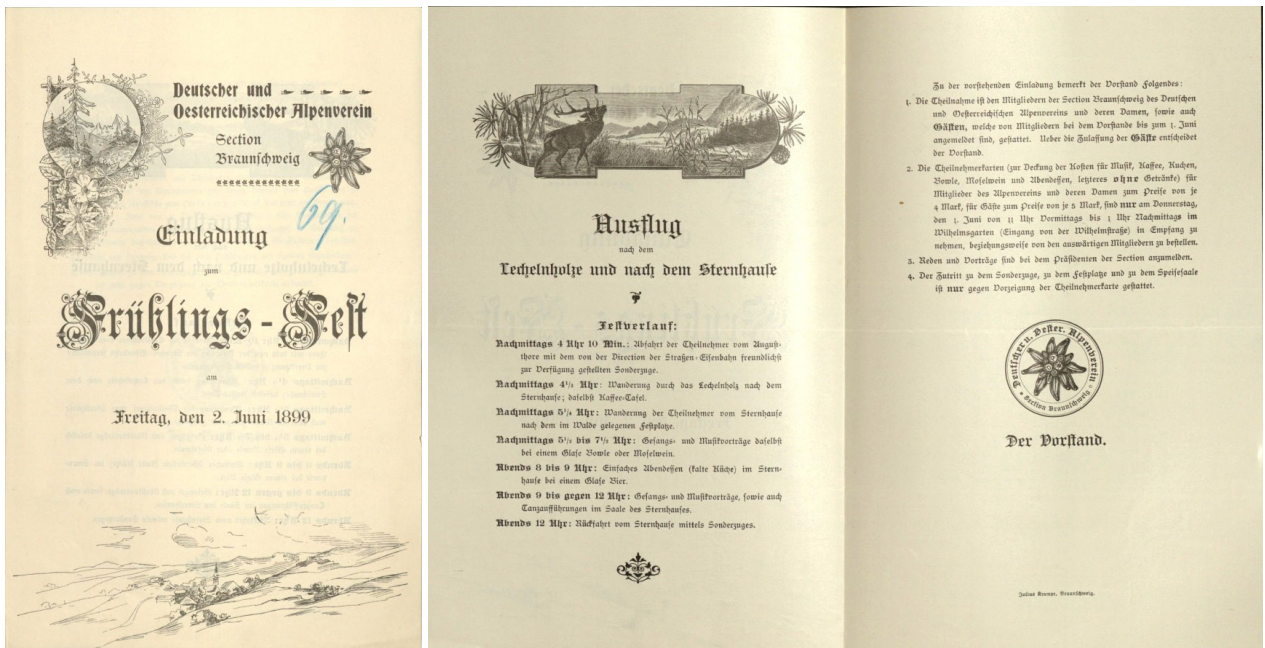 Deutscher und
Oesterreichischer Alpenverein
Section
Braunschweig
69.
Einladung
zum
Frühlings-Fest
am
Freitag, den 2. Juni 1899
Ausflug
nach dem
Lechelnholze und nach dem Sternhause
Festverlauf:
Nachmittags 4 Uhr 10 Min.: Abfahrt der Theilnehmer vom August-
thore mit dem von der Direction der Straßen-Eisenbahn freundlichst
zur Verfügung gestellten Sonderzuge.
Nachmittags 4½ Uhr: Wanderung durch das Lechelnholz nach dem
Sternhause; daselbst Kaffee-Tafel.
Nachmittags 5¼ Uhr: Wanderung der Theilnehmer vom Sternhause
nach dem im Walde gelegenen Festplatze.
Nachmittags 5½ bis 7½ Uhr: Gesangs- und Musikvorträge daselbst
bei einem Glase Bowle oder Moselwein.
Abends 8 bis 9 Uhr: Einfaches Abendessen (kalte Küche) im Stern-
hause bei einem Glase Bier.
Abends 9 bis gegen 12 Uhr: Gesangs- und Musikvorträge, sowie auch
Tanzaufführungen im Saale des Sternhauses.
Abends 12 Uhr: Rückfahrt vom Sternhause mittels Sonderzuges.
Zu der vorstehenden Einladung bemerkt der Vorstand Folgendes:
1. Die Theilnahme ist den Mitgliedern der Section Braunschweig des Deutschen
und Oesterreichischen Alpenvereins und deren Damen, sowie auch
Gästen, welche von Mitgliedern bei dem Vorstande bis zum 1. Juni
angemeldet sind, gestattet. Ueber die Zulassung der Gäste entscheidet
der Vorstand.
2. Die Theilnehmerkarten (zur Deckung der Kosten für Musik, Kaffee, Kuchen,
Bowle, Moselwein und Abendessen, letzteres ohne Getränke) für
Mitglieder des Alpenvereins und deren Damen zum Preise von je
4 Mark, für Gäste zum Preise von je 5 Mark, sind nur am Donnerstag,
den 1. Juni von 11 Uhr Vormittags bis 1 Uhr Nachmittags im
Wilhelmsgarten (Eingang von der Wilhelmstraße) in Empfang zu
nehmen, beziehungsweise von den auswärtigen Mitgliedern zu bestellen.
3. Reden und Vorträge sind bei dem Präsidenten der Section anzumelden.
4. Der Zutritt zu dem Sonderzuge, zu dem Festplatze und zu dem Speisesaale
ist nur gegen Vorzeigung der Theilnehmerkarte gestattet.
Deutscher u. Oester. Alpenverein
Section Braunschweig
Der Vorstand.
Julius Krampe, Braunschweig.